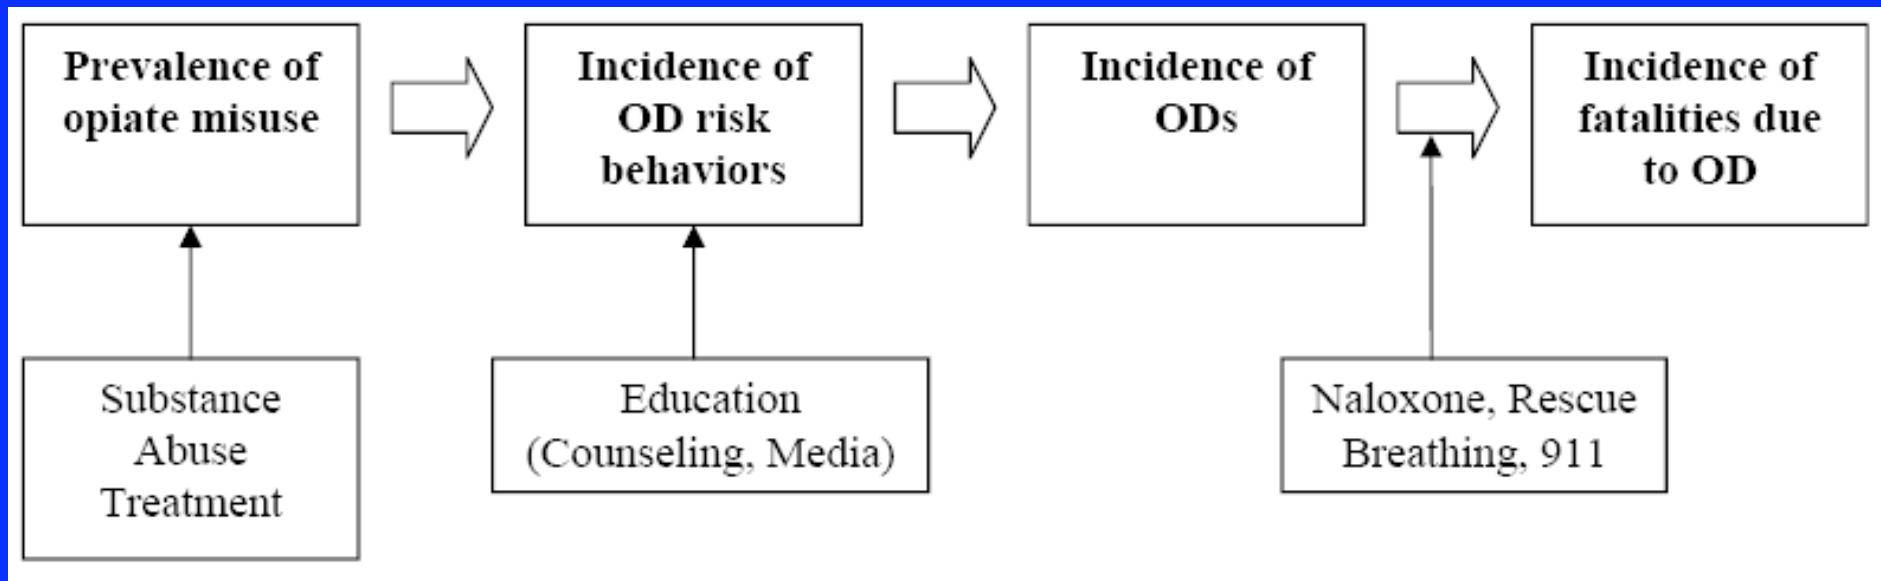 Prevalence of
opiate misuse
Incidence of
OD risk
behaviors
Incidence of
ODs
Incidence of
fatalities due
to OD
Substance
Abuse
Treatment
Education
(Counseling, Media)
Naloxone, Rescue
Breathing, 911